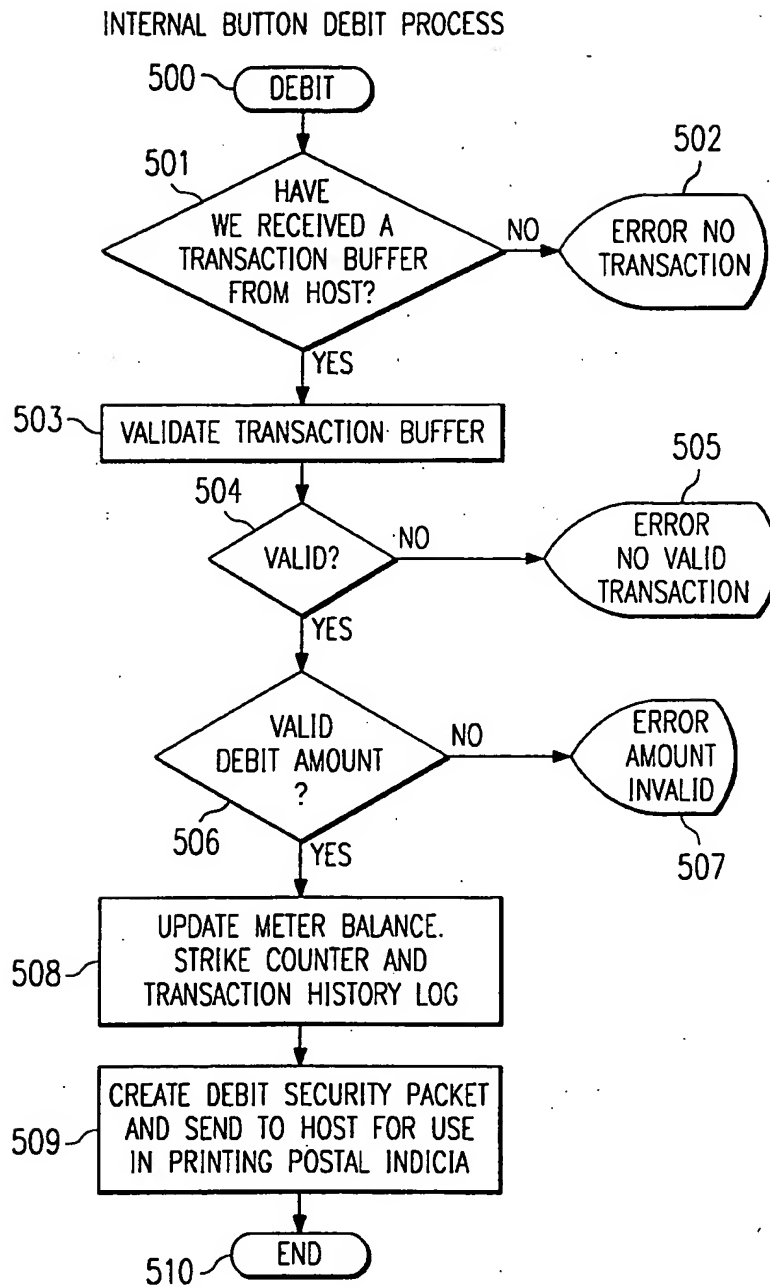 INTERNAL BUTTON DEBIT PROCESS
500
DEBIT
501
HAVE
WE RECEIVED A
TRANSACTION BUFFER
FROM HOST?
NO
502
ERROR NO
TRANSACTION
YES
503
VALIDATE TRANSACTION BUFFER
504
VALID?
NO
505
ERROR
NO VALID
TRANSACTION
YES
VALID
DEBIT AMOUNT
?
506
NO
ERROR
AMOUNT
INVALID
507
YES
508
UPDATE METER BALANCE.
STRIKE COUNTER AND
TRANSACTION HISTORY LOG
509
CREATE DEBIT SECURITY PACKET
AND SEND TO HOST FOR USE
IN PRINTING POSTAL INDICIA
510
END